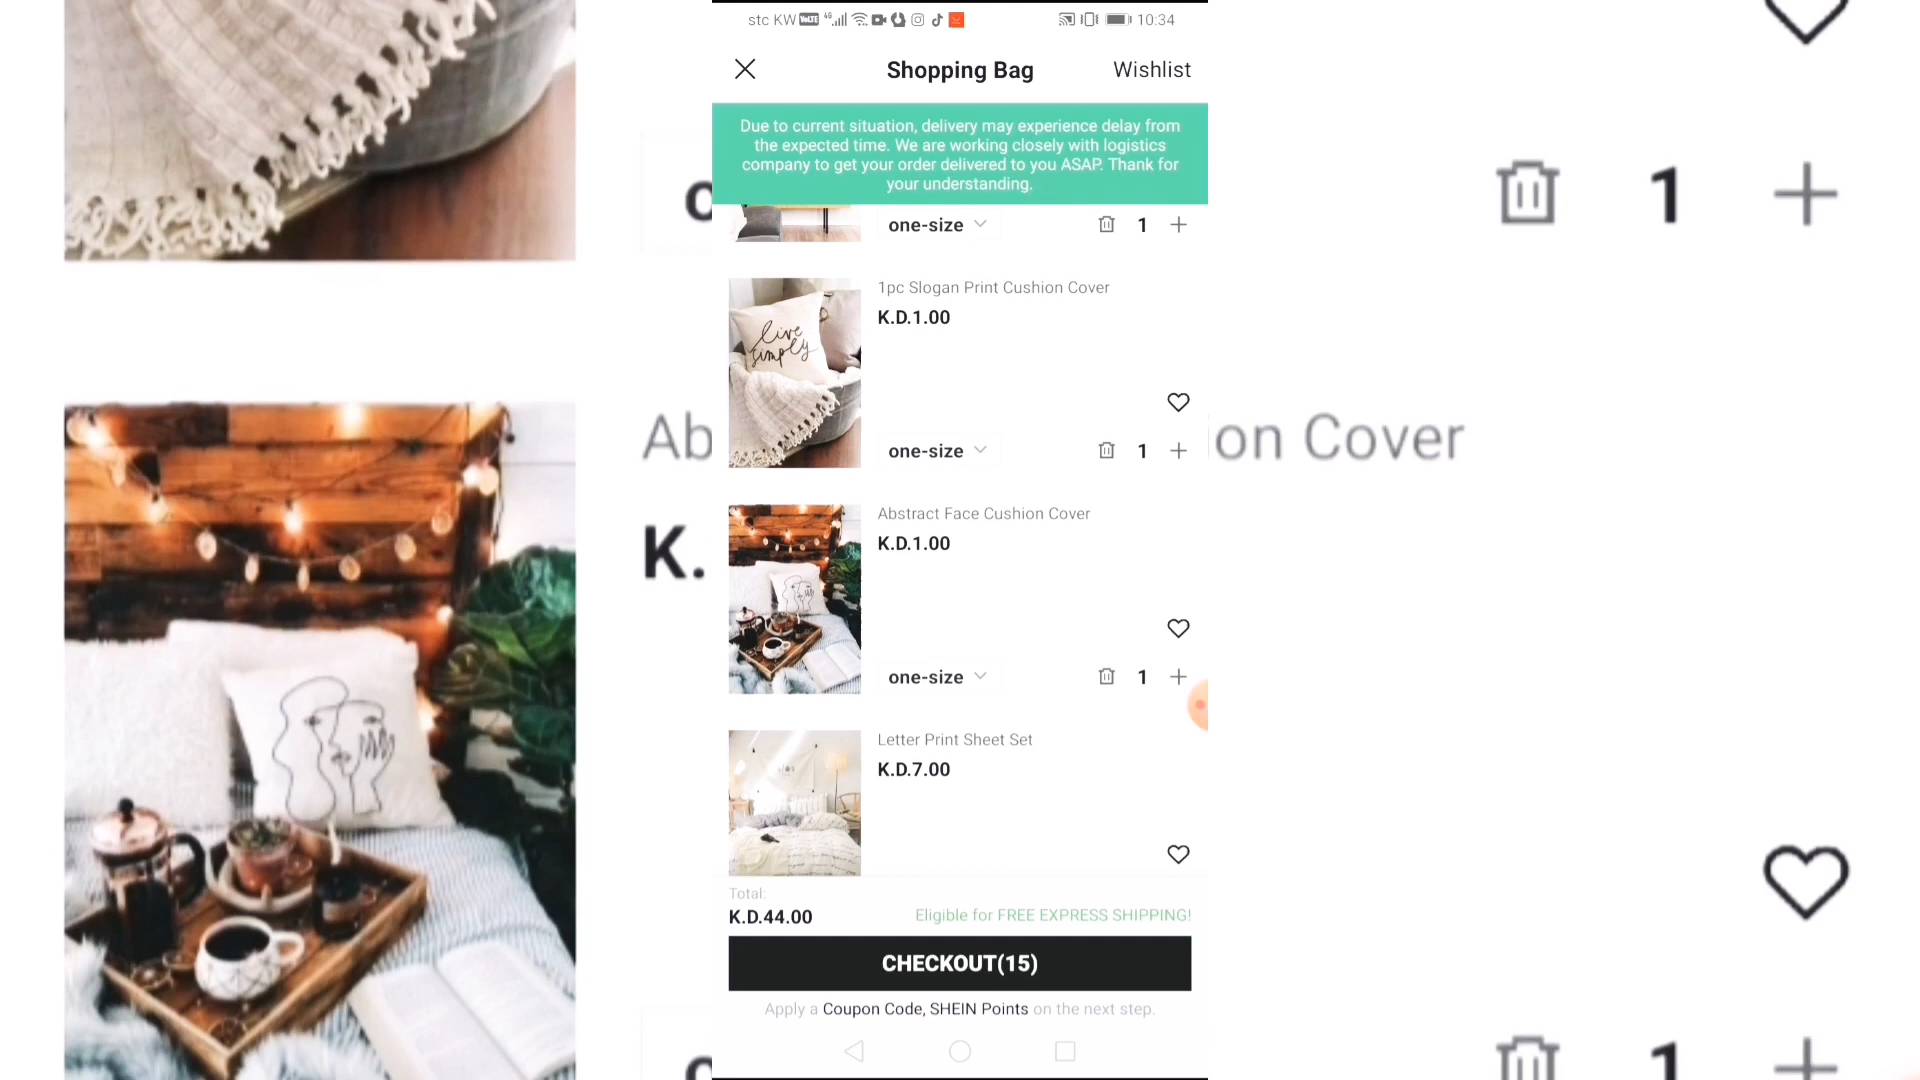 stc KW VoLTE 4G 10:34
Shopping Bag
Wishlist
Due to current situation, delivery may experience delay from
the expected time. We are working closely with logistics
company to get your order delivered to you ASAP. Thank for
your understanding.
one-size 1
1pc Slogan Print Cushion Cover
K.D.1.00
live
simply
one-size 1
Abstract Face Cushion Cover
K.D.1.00
one-size 1
Letter Print Sheet Set
K.D.7.00
Total:
K.D.44.00
Eligible for FREE EXPRESS SHIPPING!
CHECKOUT(15)
Apply a Coupon Code, SHEIN Points on the next step.
1
Ab
on Cover
K.
1